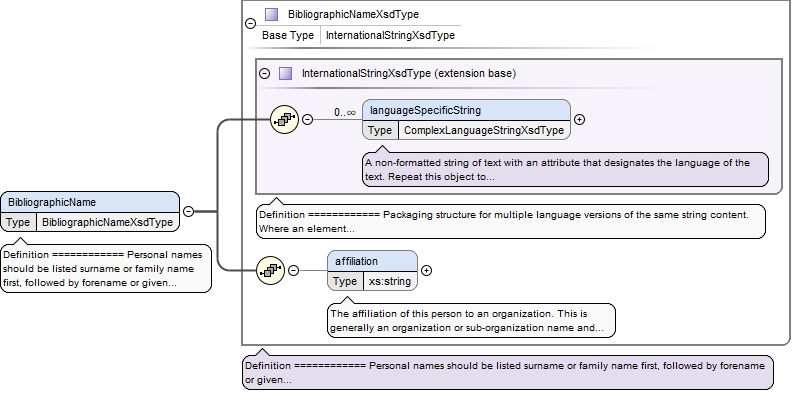 BibliographicNameXsdType
Base Type InternationalStringXsdType
InternationalStringXsdType (extension base)
0..∞
languageSpecificString
Type ComplexLanguageStringXsdType
A non-formatted string of text with an attribute that designates the language of the
text. Repeat this object to...
BibliographicName
Type BibliographicNameXsdType
Definition ============ Personal names
should be listed surname or family name
first, followed by forename or given...
Definition ============ Packaging structure for multiple language versions of the same string content.
Where an element...
affiliation
Type xs:string
The affiliation of this person to an organization. This is
generally an organization or sub-organization name and...
Definition ============ Personal names should be listed surname or family name first, followed by forename
or given...